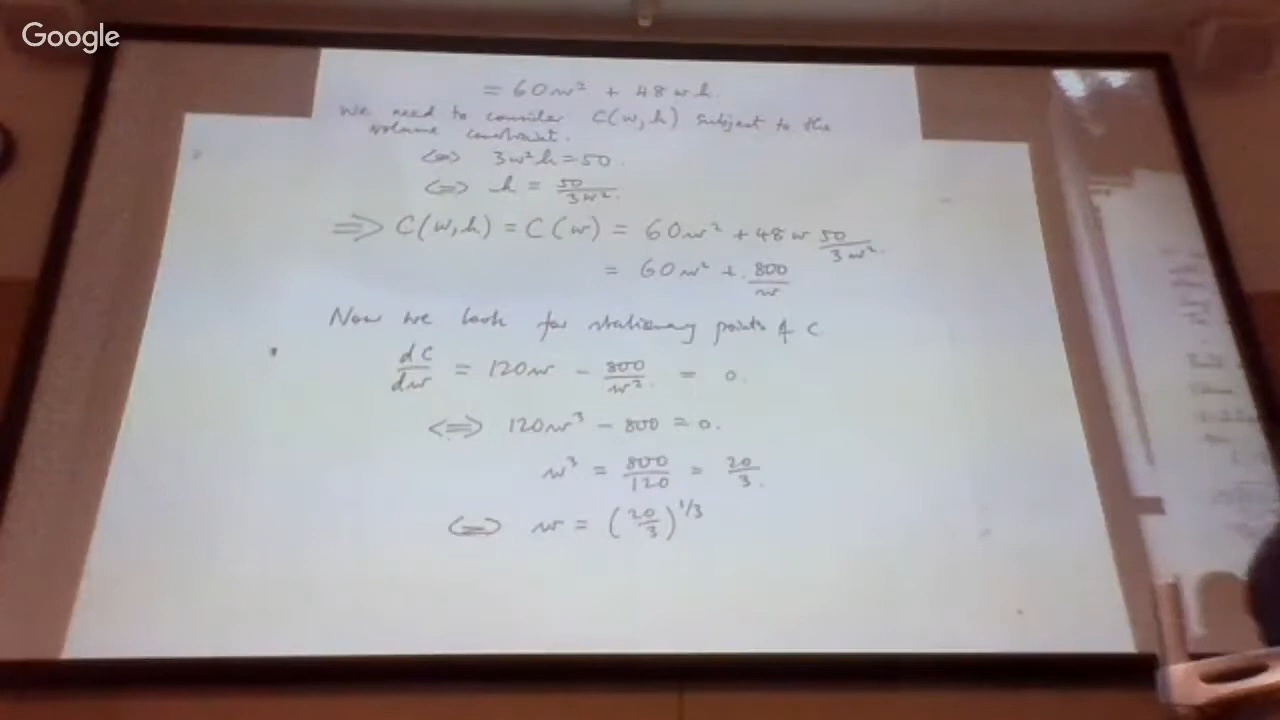 Google
= 60w² + 48wh.
We need to consider C(w,h) subject to the
volume constraint.
⇔ 3w²h = 50.
⇔ h = 50/3w².
⇒ C(w,h) = C(w) = 60w² + 48w 50/3w².
= 60w² + 800/w
Now we look for stationary points of C
dC/dw = 120w - 800/w². = 0.
⇔ 120w³ - 800 = 0.
w³ = 800/120 = 20/3.
⇔ w = (20/3)^1/3